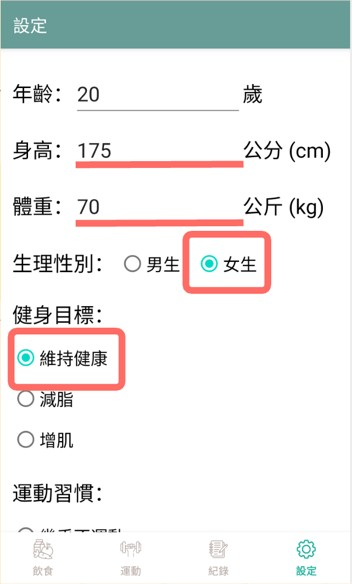 設定
年齡： 20 歲
身高： 175 公分 (cm)
體重： 70 公斤 (kg)
生理性別： 男生 女生
健身目標：
維持健康
減脂
增肌
運動習慣：
飲食 運動 紀錄 設定